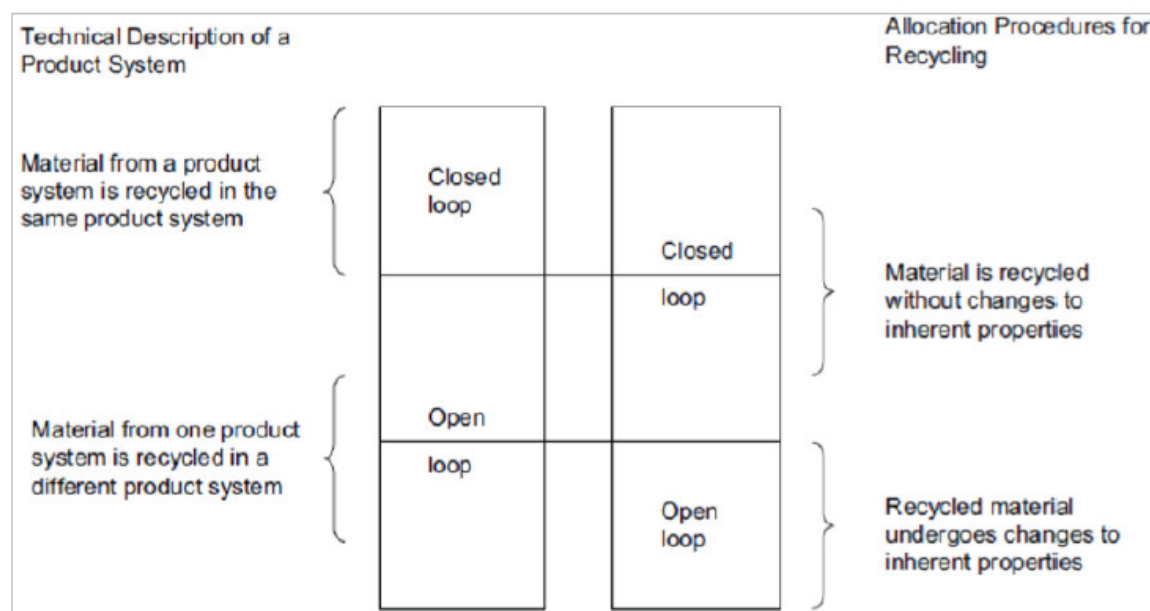 Technical Description of a
Product System
Allocation Procedures for
Recycling
Material from a product
system is recycled in the
same product system
Closed
loop
Closed
loop
Material is recycled
without changes to
inherent properties
Material from one product
system is recycled in a
different product system
Open
loop
Open
loop
Recycled material
undergoes changes to
inherent properties